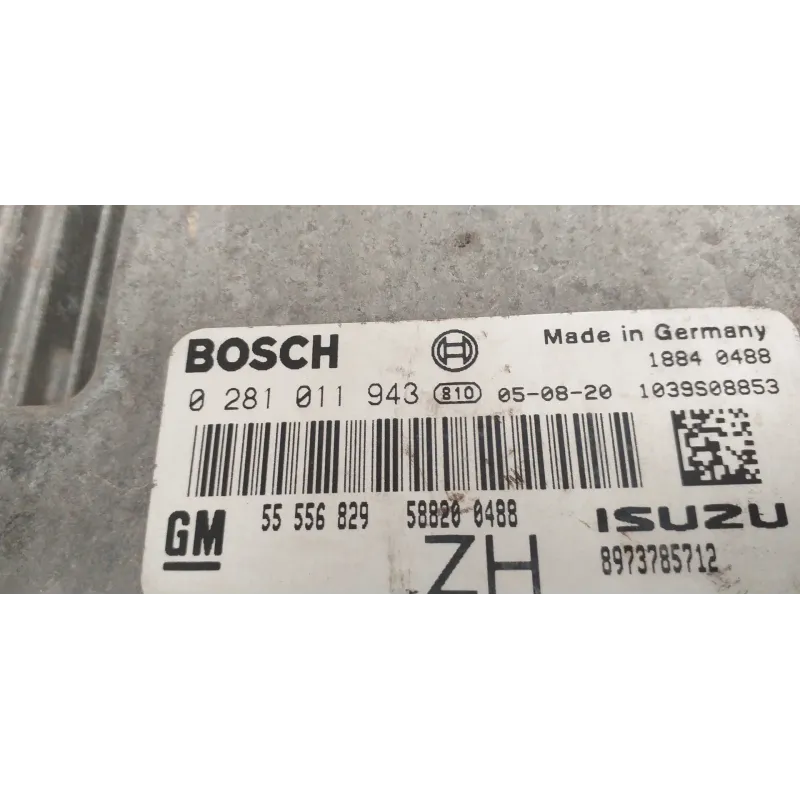 BOSCH Made in Germany
1884 0488
0 281 011 943 810 05-08-20 1039S08853
GM 55 556 829 58820 0488 ISUZU
ZH 8973785712